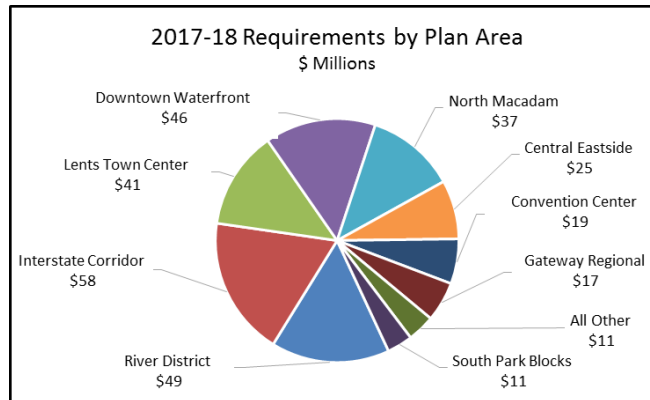 2017-18 Requirements by Plan Area
$ Millions
Downtown Waterfront
$46
North Macadam
$37
Central Eastside
$25
Lents Town Center
$41
Convention Center
$19
Interstate Corridor
$58
Gateway Regional
$17
All Other
$11
River District
$49
South Park Blocks
$11